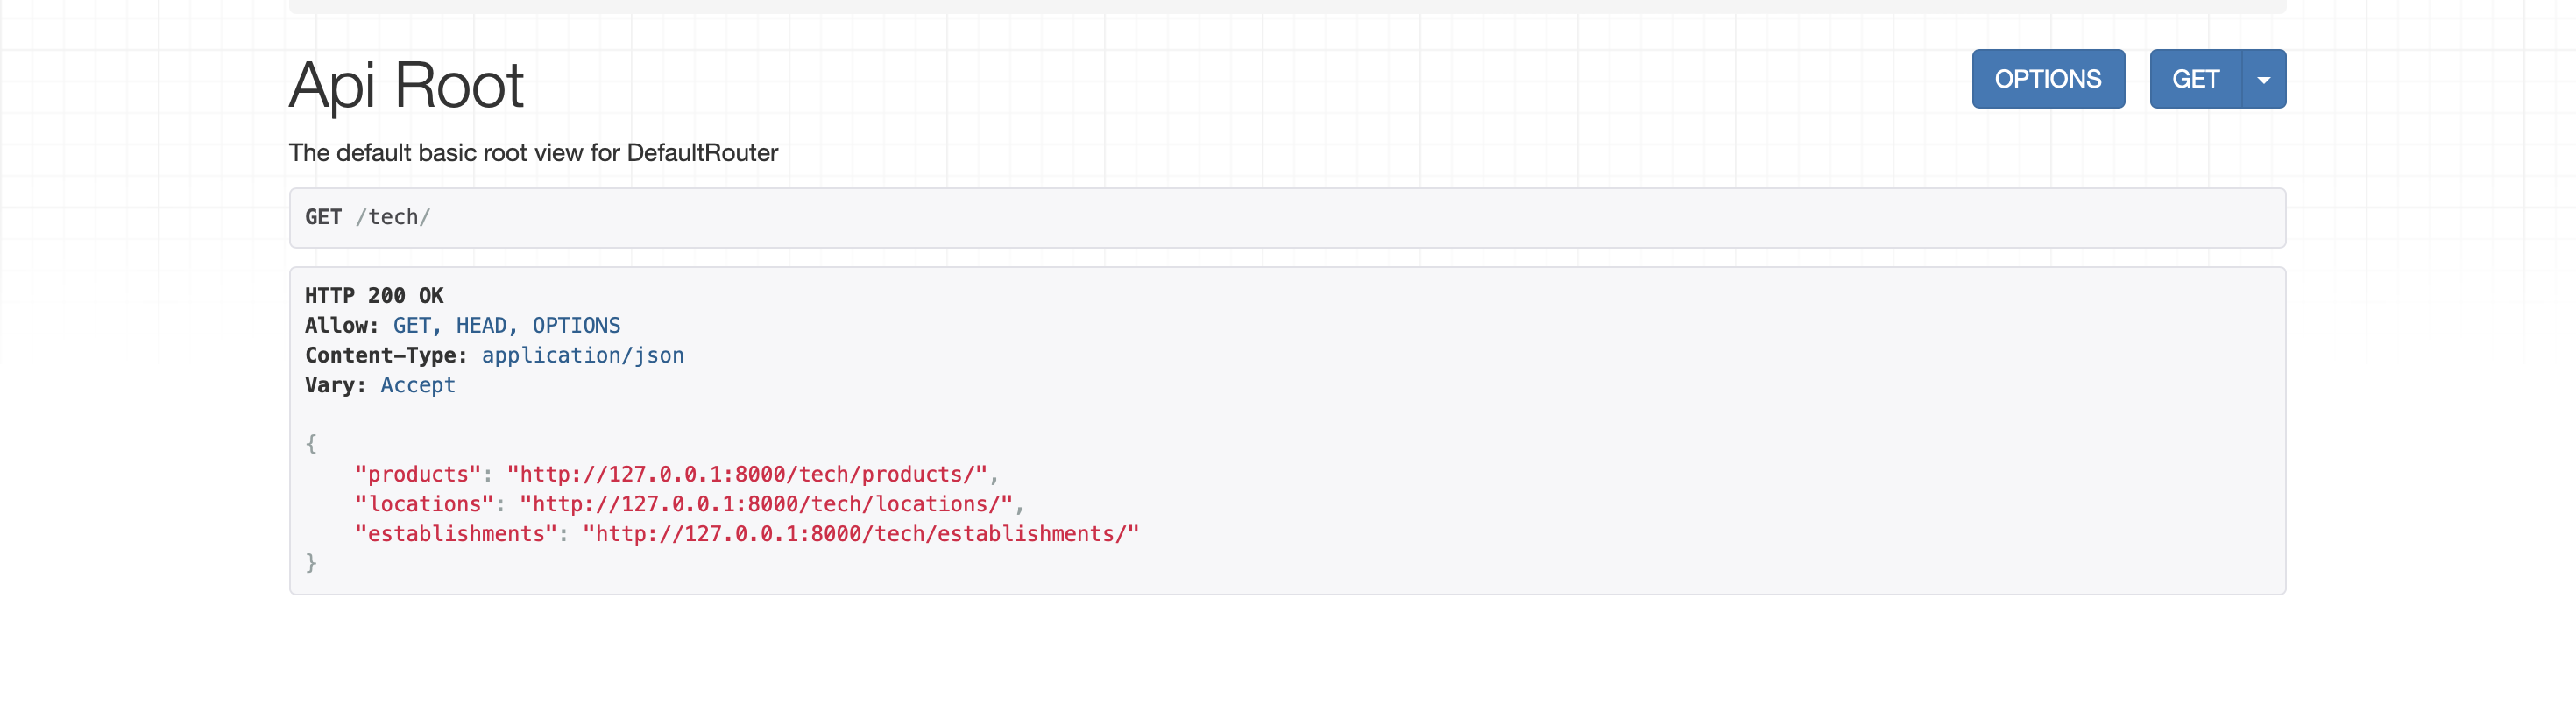 Api Root
OPTIONS
GET
The default basic root view for DefaultRouter
GET /tech/
HTTP 200 OK
Allow: GET, HEAD, OPTIONS
Content-Type: application/json
Vary: Accept
{
"products": "http://127.0.0.1:8000/tech/products/",
"locations": "http://127.0.0.1:8000/tech/locations/",
"establishments": "http://127.0.0.1:8000/tech/establishments/"
}